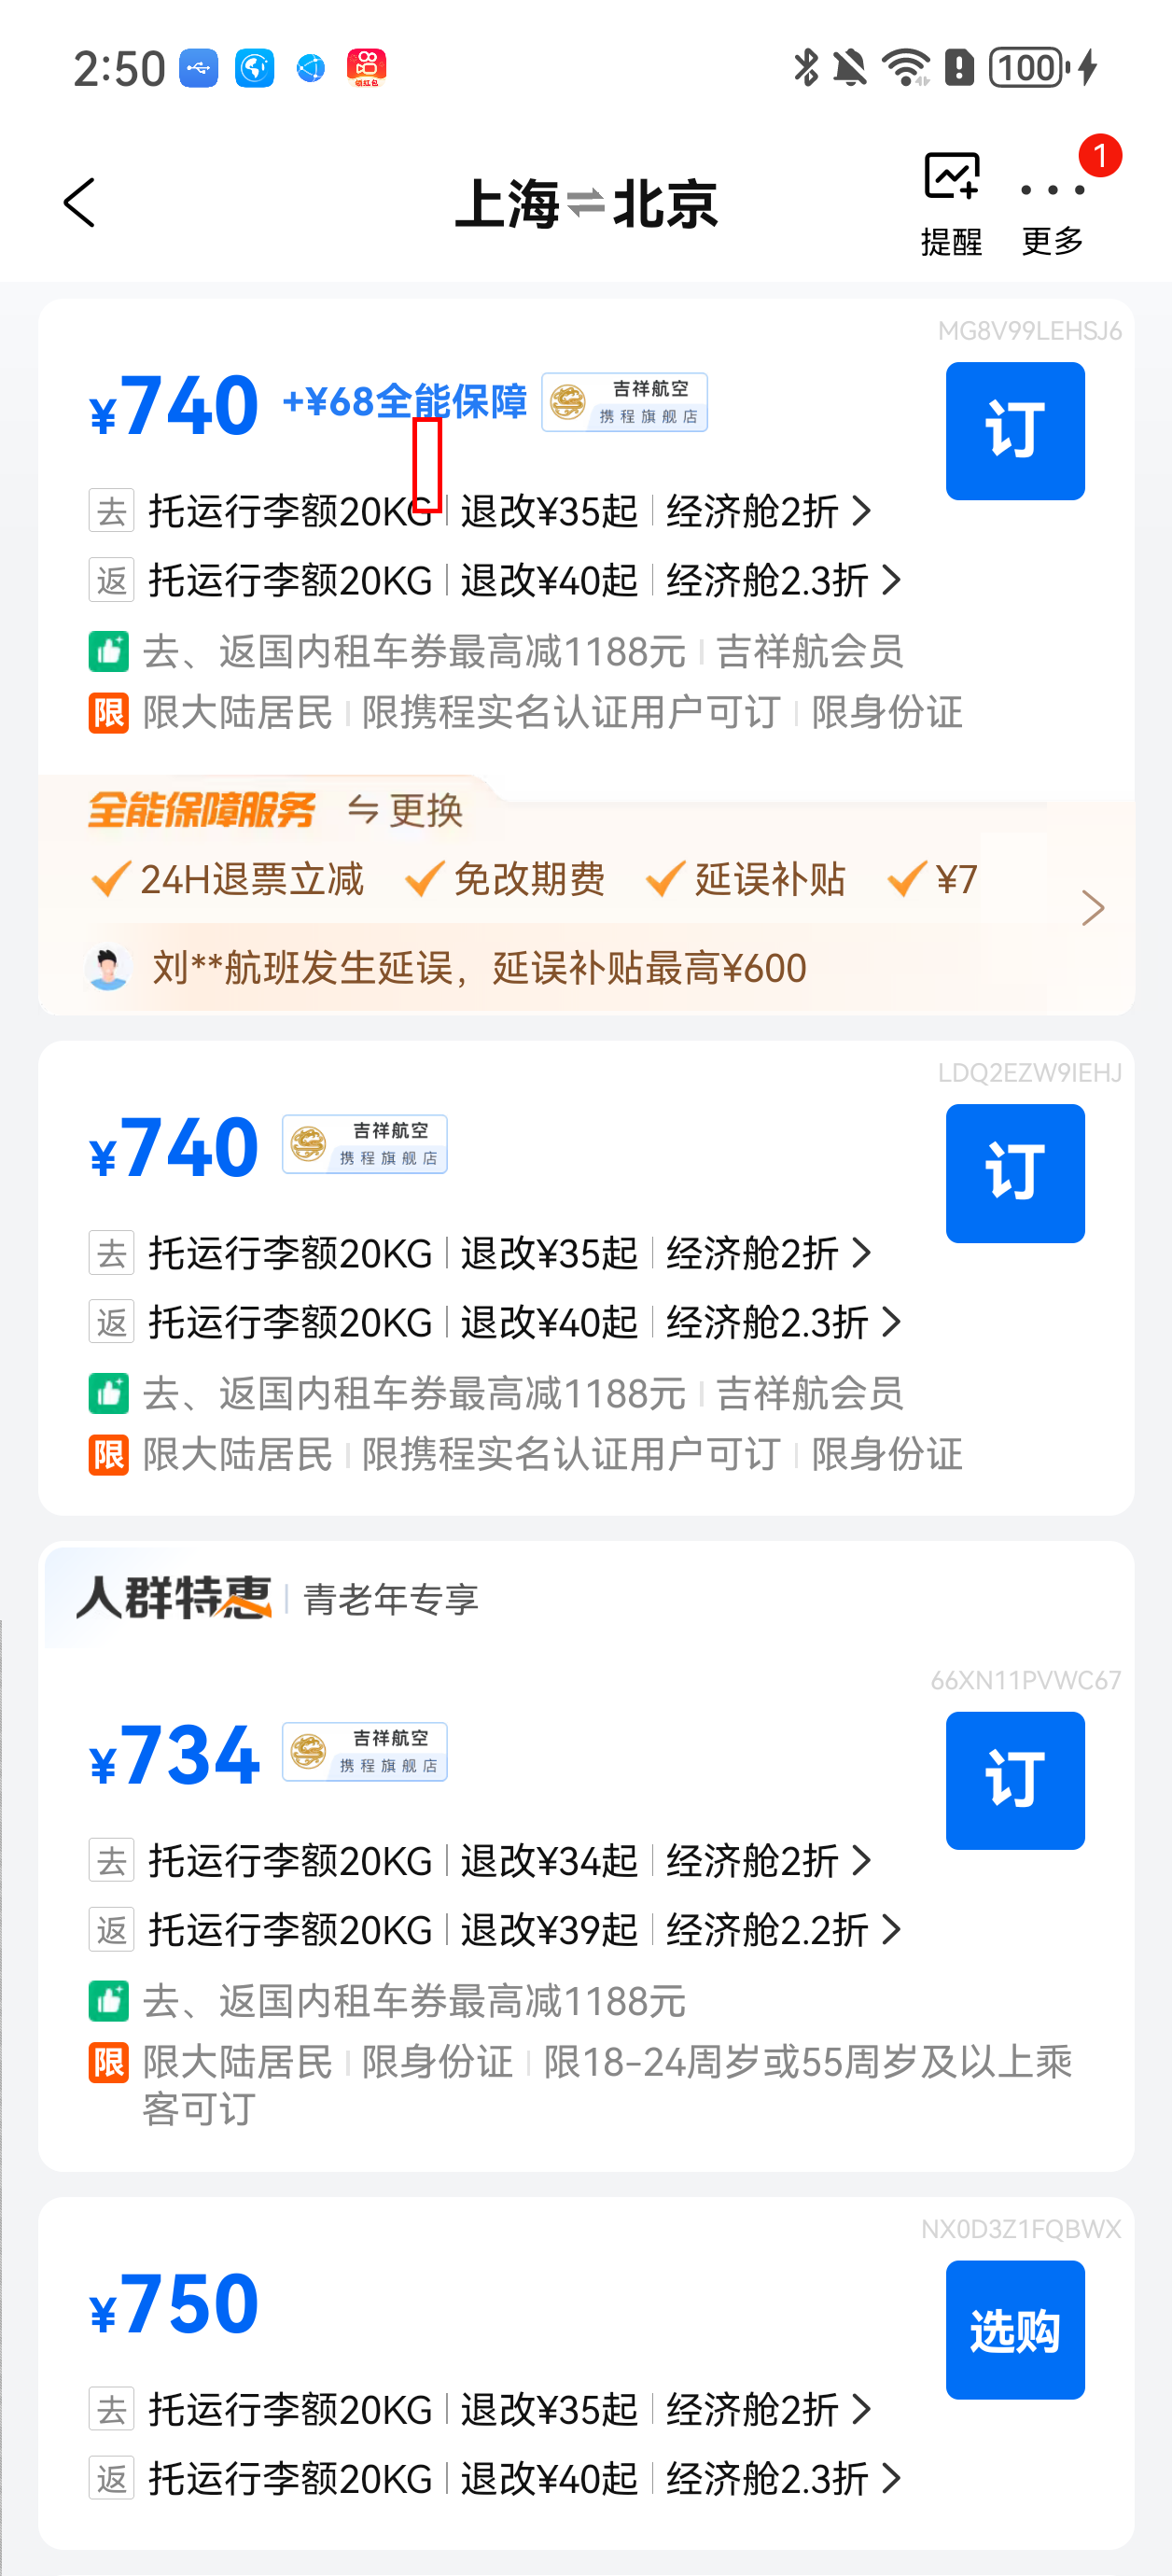 2:50
领红包
100
上海⇌北京
提醒
更多
1
MG8V99LEHSJ6
¥740 +¥68全能保障 吉祥航空 携程旗舰店
订
去 托运行李额20KG 退改¥35起 经济舱2折
返 托运行李额20KG 退改¥40起 经济舱2.3折
去、返国内租车券最高减1188元 吉祥航会员
限 限大陆居民 限携程实名认证用户可订 限身份证
全能保障服务 更换
24H退票立减 免改期费 延误补贴 ¥7
刘**航班发生延误，延误补贴最高¥600
LDQ2EZW9IEHJ
¥740 吉祥航空 携程旗舰店
订
去 托运行李额20KG 退改¥35起 经济舱2折
返 托运行李额20KG 退改¥40起 经济舱2.3折
去、返国内租车券最高减1188元 吉祥航会员
限 限大陆居民 限携程实名认证用户可订 限身份证
人群特惠 青老年专享
66XN11PVWC67
¥734 吉祥航空 携程旗舰店
订
去 托运行李额20KG 退改¥34起 经济舱2折
返 托运行李额20KG 退改¥39起 经济舱2.2折
去、返国内租车券最高减1188元
限 限大陆居民 限身份证 限18-24周岁或55周岁及以上乘
客可订
NX0D3Z1FQBWX
¥750
选购
去 托运行李额20KG 退改¥35起 经济舱2折
返 托运行李额20KG 退改¥40起 经济舱2.3折